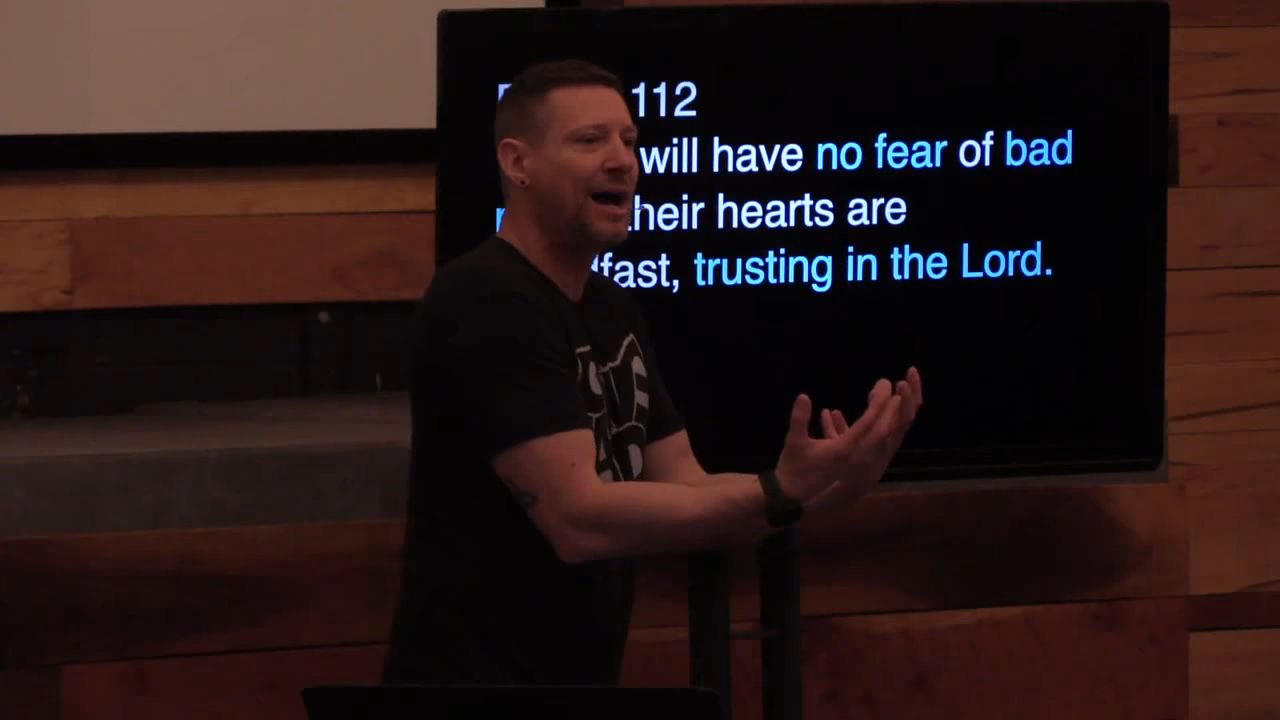 112
will have no fear of bad
their hearts are
trusting in the Lord.